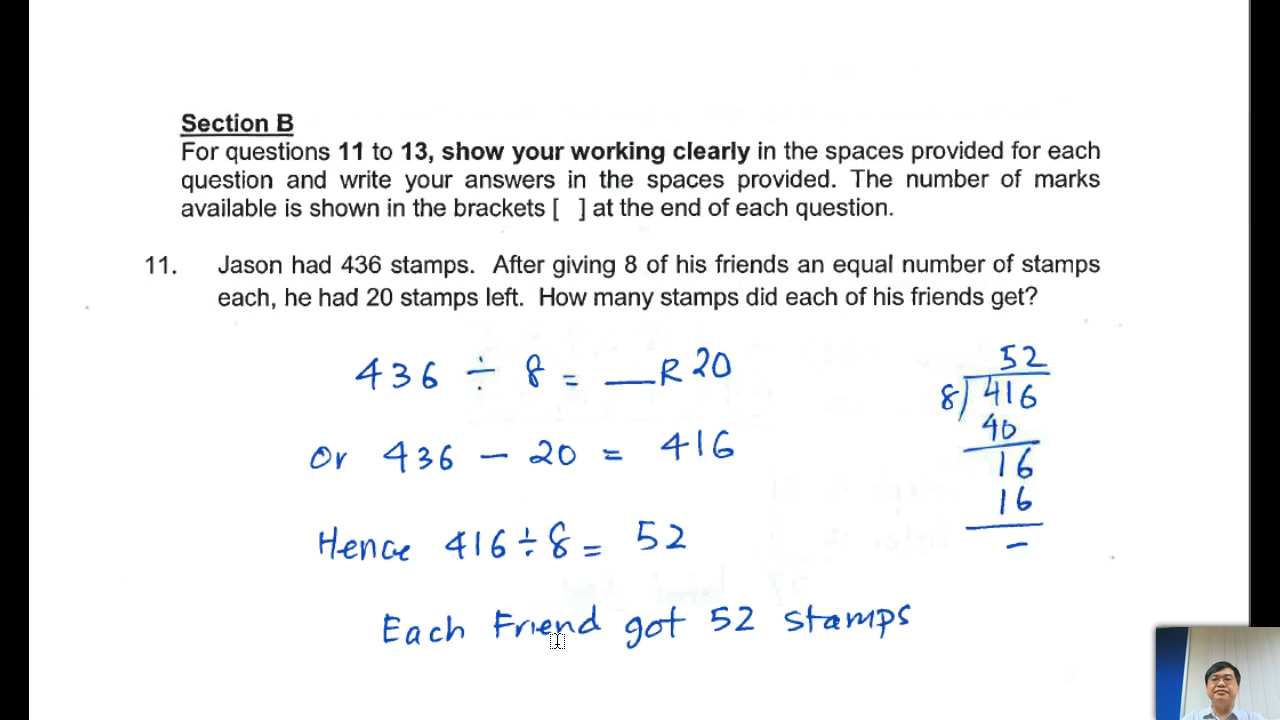 Section B
For questions 11 to 13, show your working clearly in the spaces provided for each
question and write your answers in the spaces provided. The number of marks
available is shown in the brackets [ ] at the end of each question.
11. Jason had 436 stamps. After giving 8 of his friends an equal number of stamps
each, he had 20 stamps left. How many stamps did each of his friends get?
436 ÷ 8 = __ R 20
Or 436 - 20 = 416
Hence 416 ÷ 8 = 52
Each Friend got 52 stamps
52
8)416
40
16
16
-